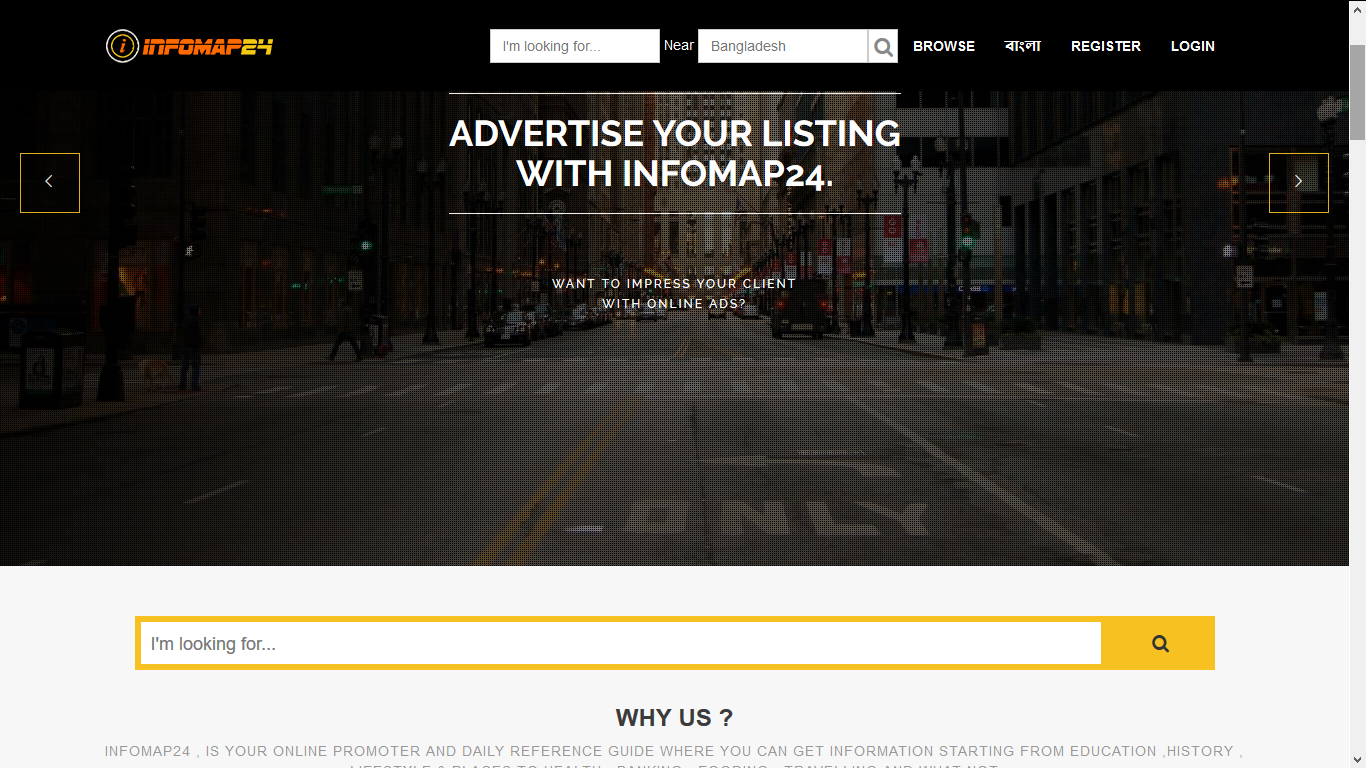 i INFOMAP24
I'm looking for... Near Bangladesh BROWSE বাংলা REGISTER LOGIN
ADVERTISE YOUR LISTING
WITH INFOMAP24.
WANT TO IMPRESS YOUR CLIENT
WITH ONLINE ADS?
ONLY
I'm looking for...
WHY US ?
INFOMAP24 , IS YOUR ONLINE PROMOTER AND DAILY REFERENCE GUIDE WHERE YOU CAN GET INFORMATION STARTING FROM EDUCATION ,HISTORY ,